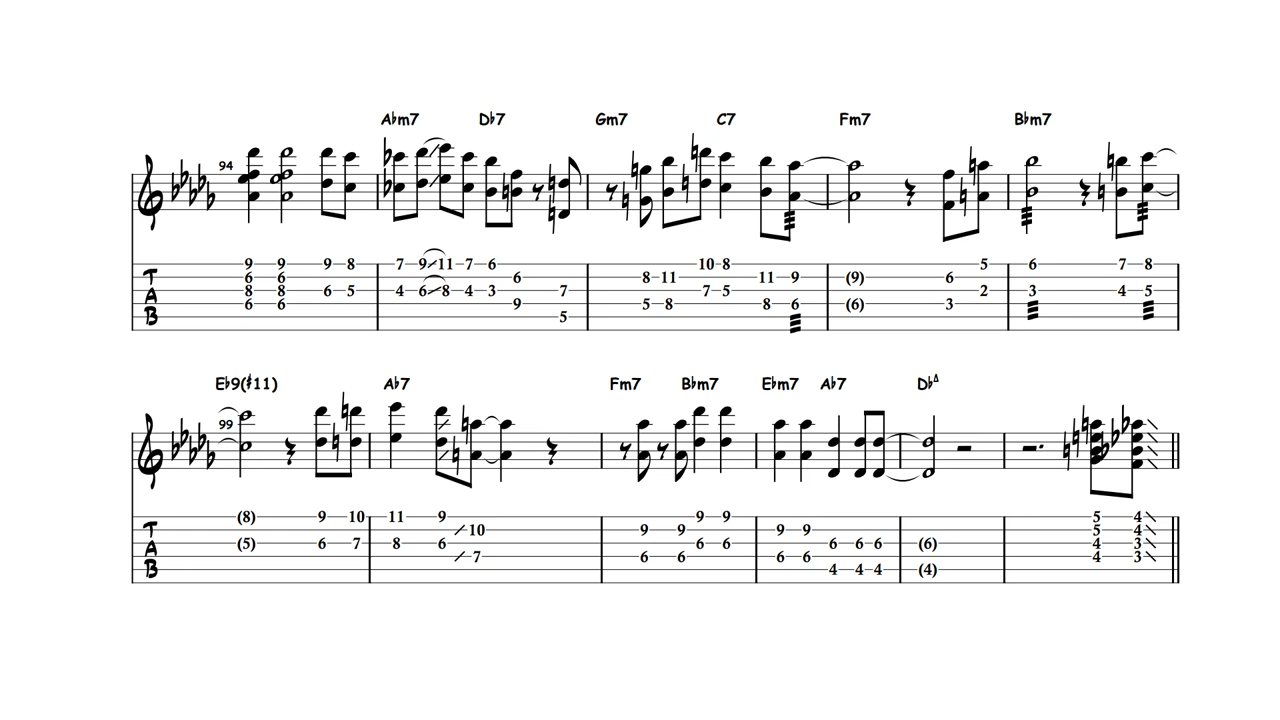 A♭m7 D♭7 Gm7 C7 Fm7 B♭m7
94
T 9 9 9 8 7 9 11 7 6 10 8 5 6 7 8
A 6 6 6 8 11 11 9 (9) 6
B 8 8 6 5 4 6 8 4 3 7 7 5 2 3 4 5
6 6 9 5 8 8 6 (6) 3
5
E♭9(♯11) A♭7 Fm7 B♭m7 E♭m7 A♭7 D♭Δ
99
T (8) 9 10 11 9 9 9 5 4
A 10 9 9 9 9 5 4
B (5) 6 7 8 6 6 6 6 6 6 (6) 4 3
7 6 6 6 6 4 3
4 4 4 (4)